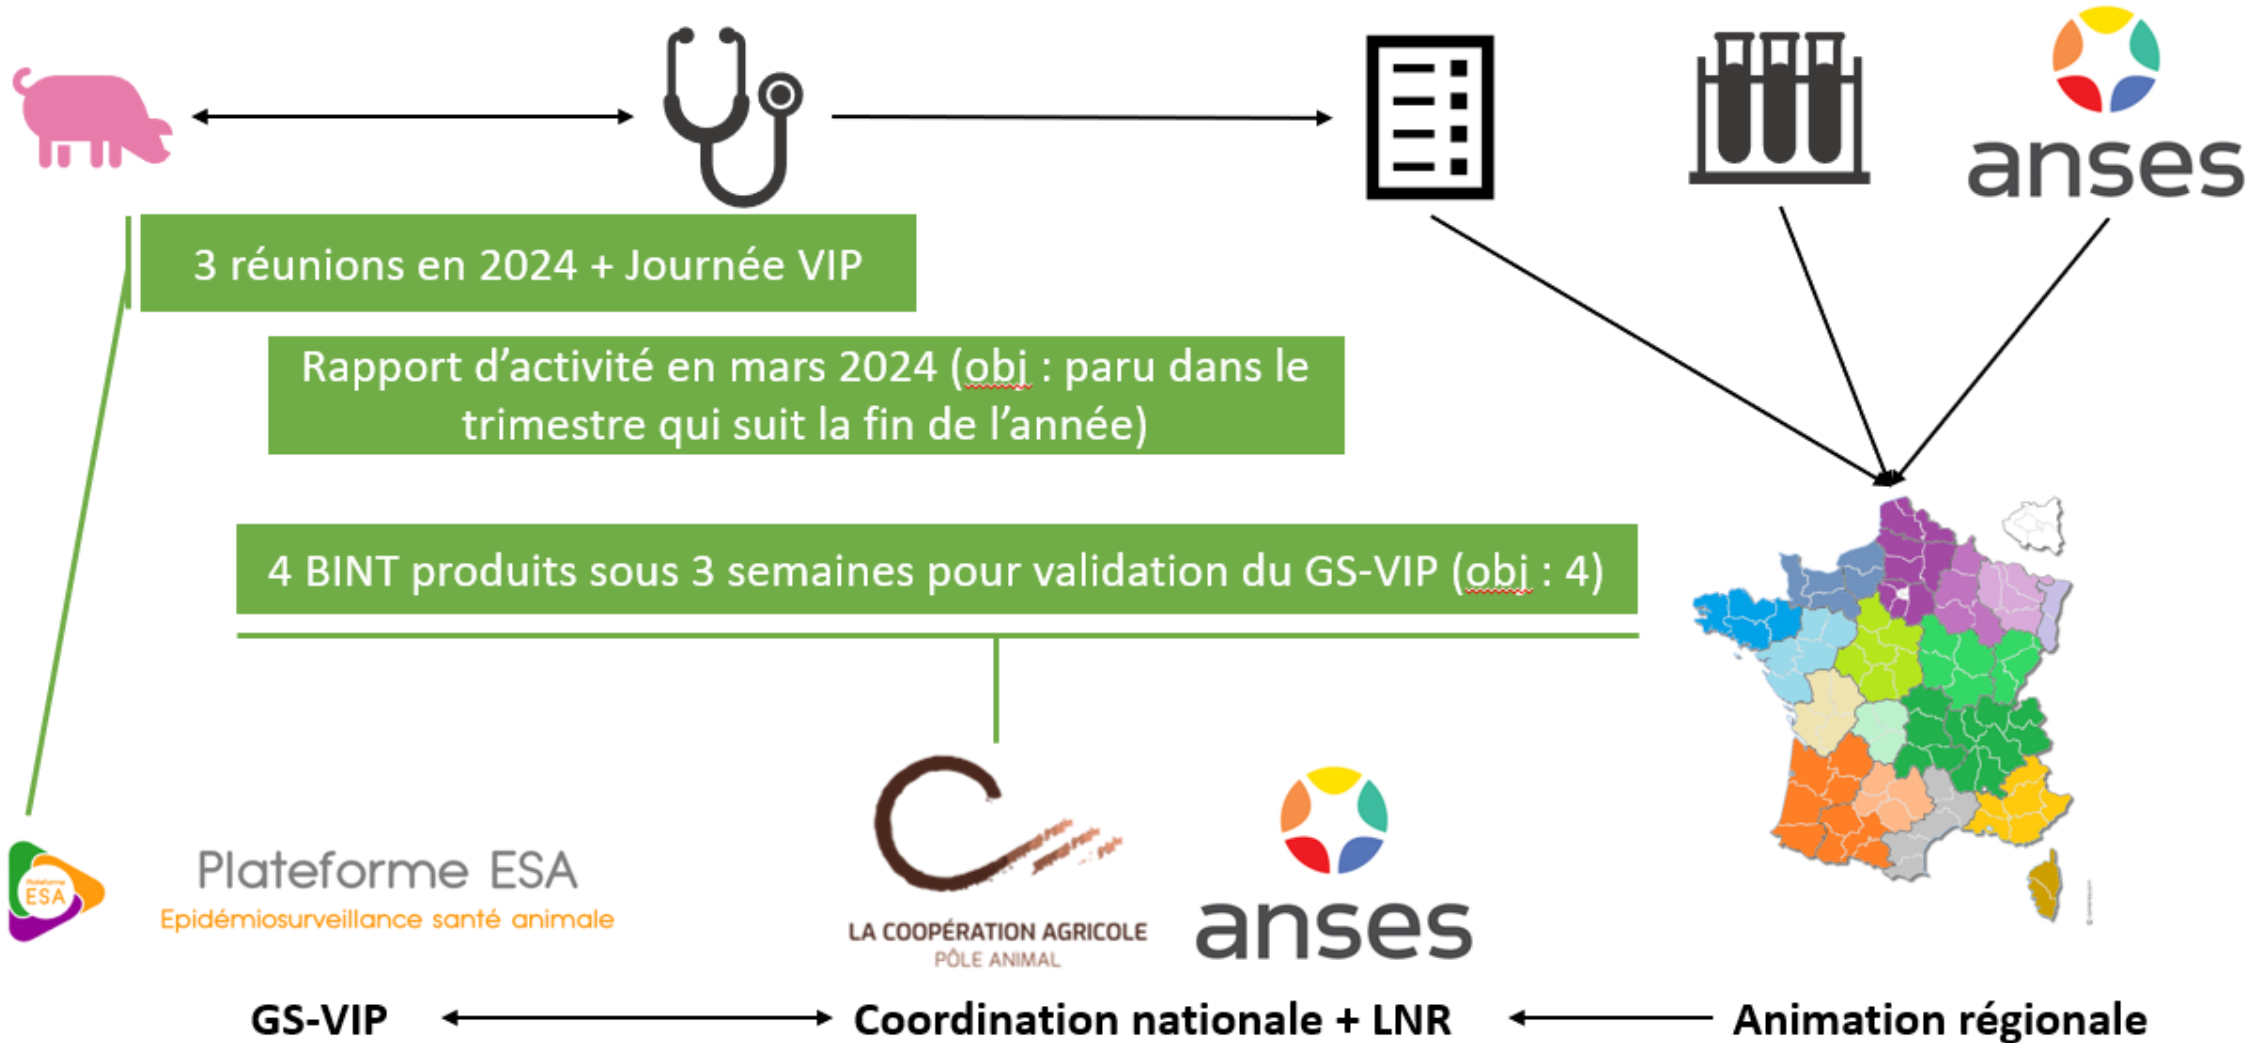 anses
3 réunions en 2024 + Journée VIP
Rapport d’activité en mars 2024 (obj : paru dans le
trimestre qui suit la fin de l’année)
4 BINT produits sous 3 semaines pour validation du GS-VIP (obj : 4)
Plateforme
ESA
Plateforme ESA
Epidémiosurveillance santé animale
LA COOPÉRATION AGRICOLE
PÔLE ANIMAL
anses
GS-VIP
Coordination nationale + LNR
Animation régionale